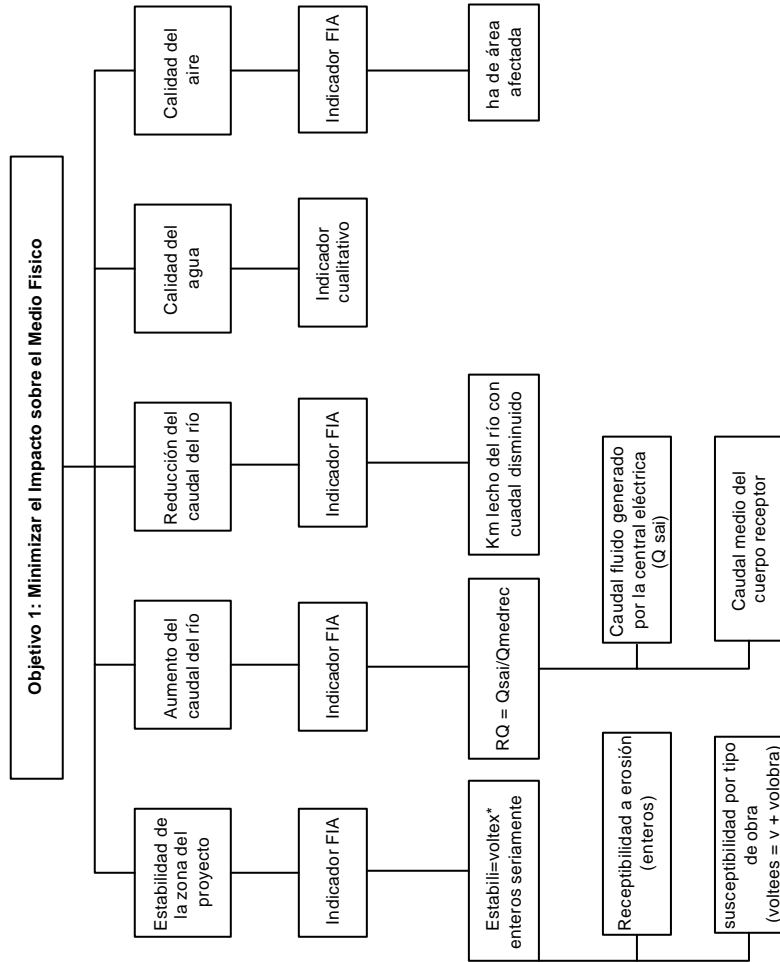 Objetivo 1: Minimizar el Impacto sobre el Medio Físico
Estabilidad de
la zona del
proyecto
Indicador FIA
Estabili=voltex*
enteros seriamente
Receptibilidad a erosión
(enteros)
susceptibilidad por tipo
de obra
(voltees = v + volobra)
Aumento del
caudal del río
Indicador FIA
RQ = Qsai/Qmedrec
Caudal fluido generado
por la central eléctrica
(Q sai)
Caudal medio del
cuerpo receptor
Reducción del
caudal del río
Indicador FIA
Km lecho del río con
cuadal disminuido
Calidad del
agua
Indicador
cualitativo
Calidad del
aire
Indicador FIA
ha de área
afectada